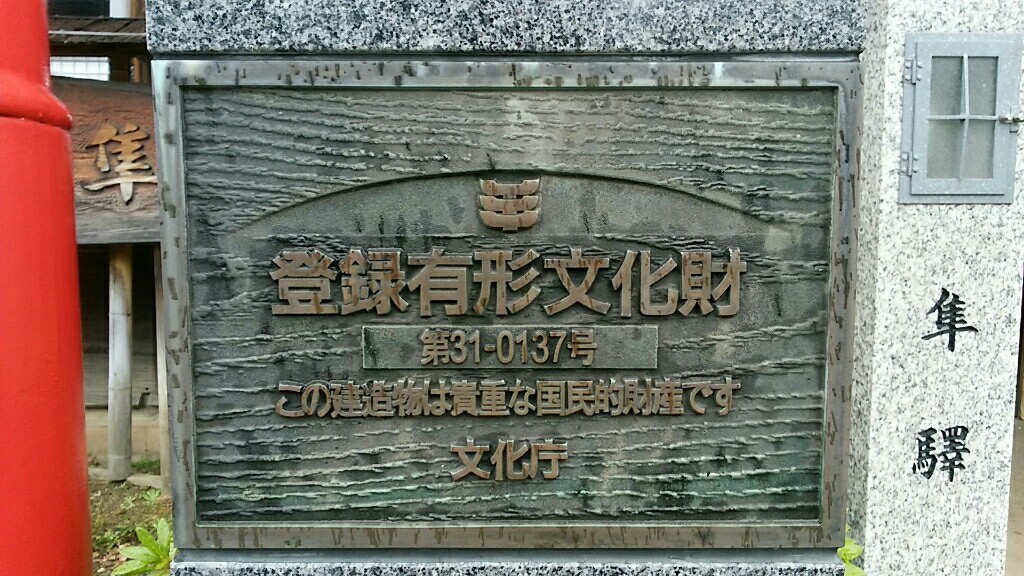 隼
登録有形文化財
第31-0137号
この建造物は貴重な国民的財産です
文化庁
隼驛